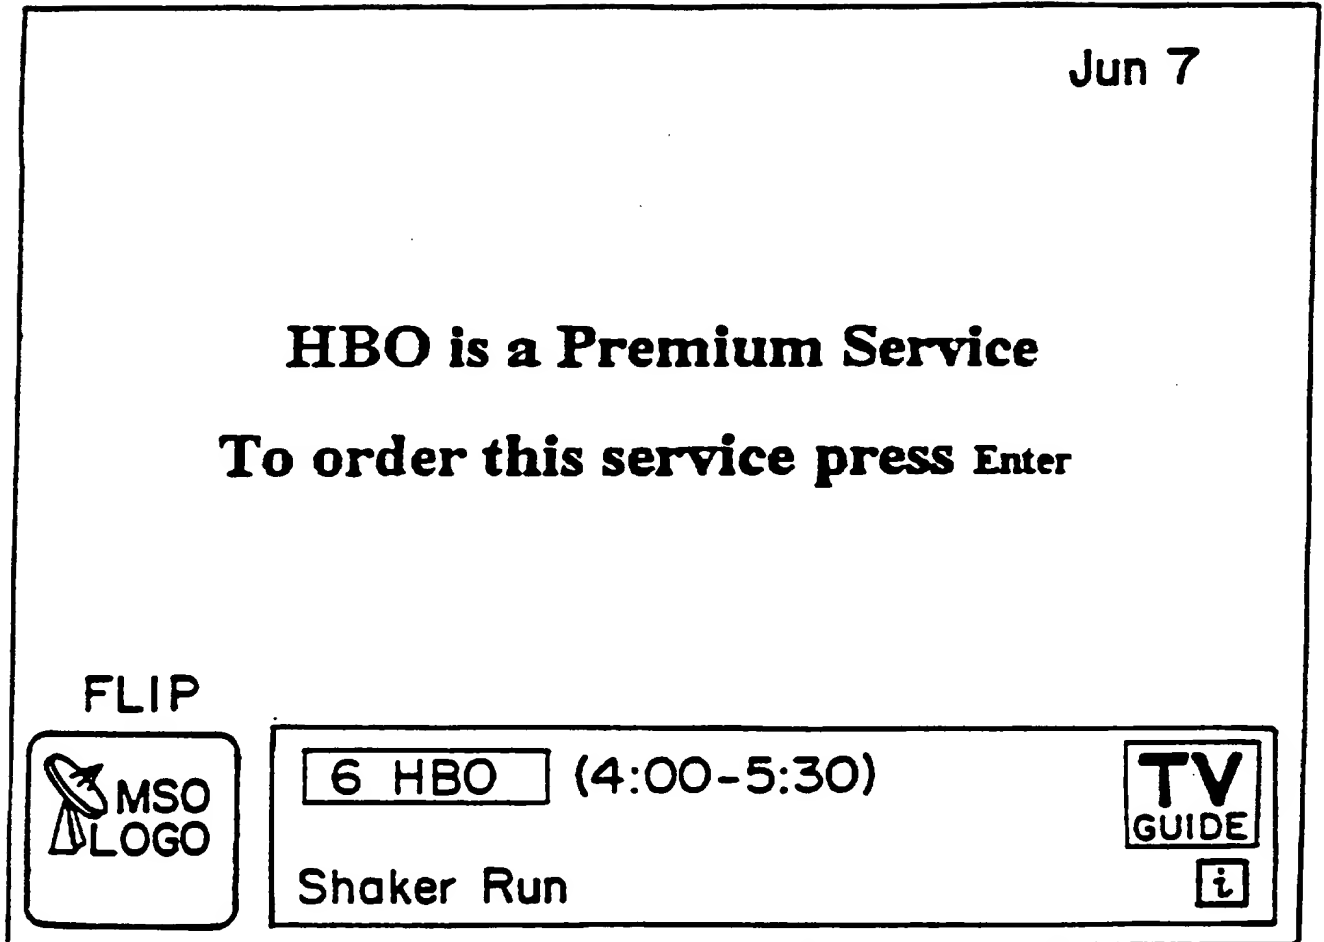 Jun 7
HBO is a Premium Service
To order this service press Enter
FLIP
MSO
LOGO
6 HBO (4:00-5:30)
TV
GUIDE
Shaker Run
i